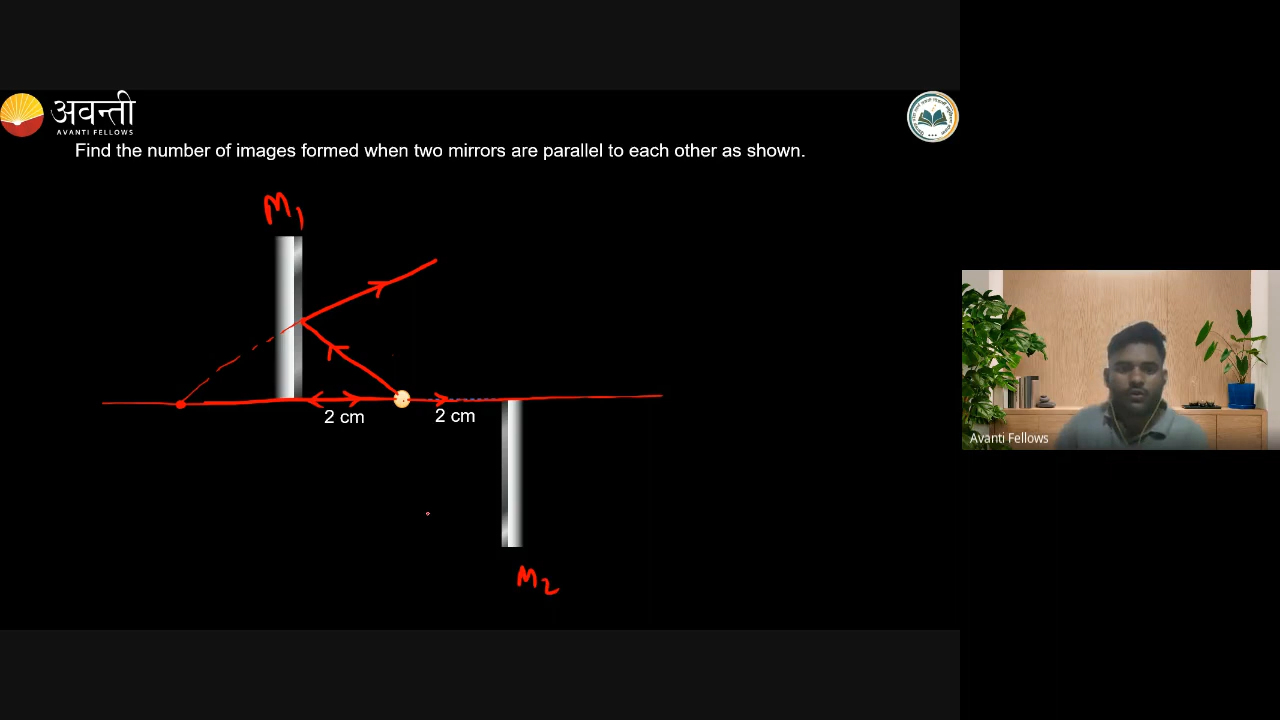 अवन्ती
AVANTI FELLOWS
Find the number of images formed when two mirrors are parallel to each other as shown.
M1
2 cm
2 cm
M2
Avanti Fellows